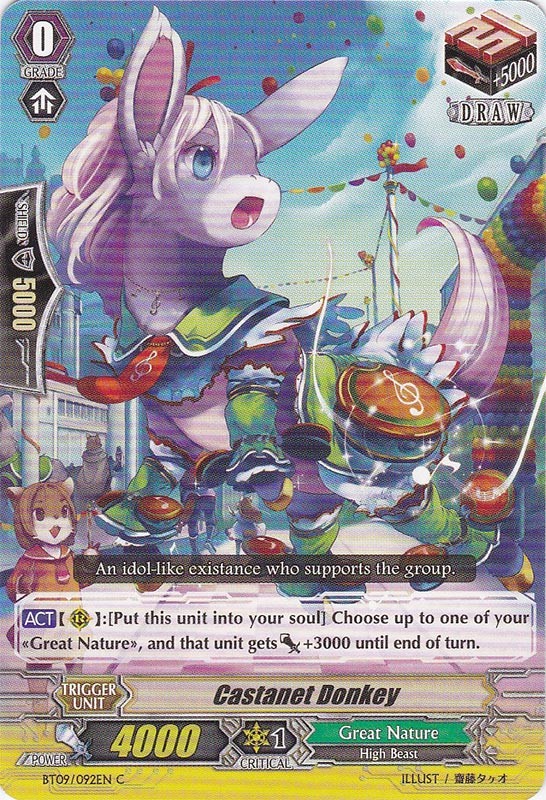 0
GRADE
+5000
DRAW
SHIELD
5000
An idol-like existance who supports the group.
ACT【 R 】:[Put this unit into your soul] Choose up to one of your
«Great Nature», and that unit gets +3000 until end of turn.
TRIGGER
UNIT
Castanet Donkey
POWER
4000
1
CRITICAL
Great Nature
High Beast
BT09/092EN C
ILLUST / 齋藤タヶオ